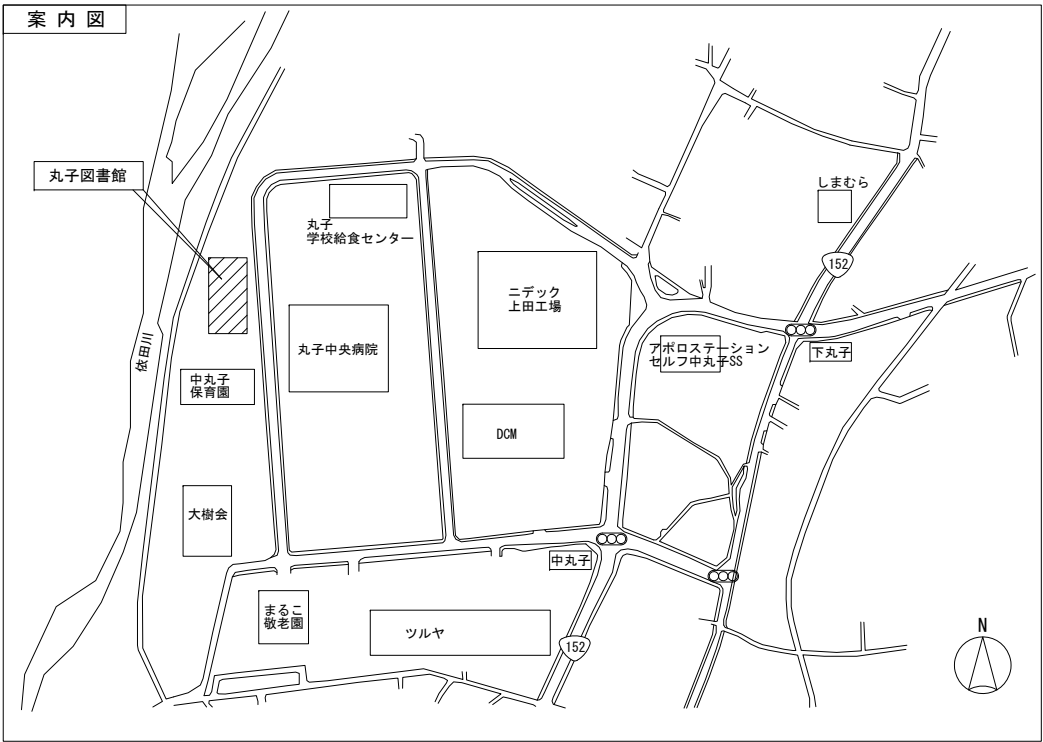 案内図
丸子図書館
しまむら
丸子
学校給食センター
152
ニデック
上田工場
丸子中央病院
アポロステーション
セルフ中丸子SS
下丸子
依田川
中丸子
保育園
DCM
大樹会
中丸子
まるこ
敬老園
ツルヤ
152
N